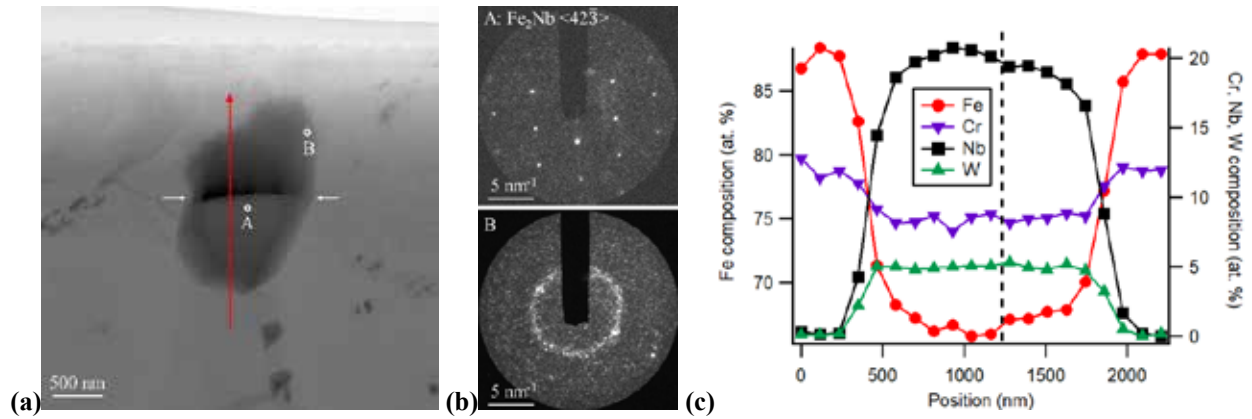 B
A
500 nm
(a)
A: Fe₂Nb <423̄>
5 nm⁻¹
B
5 nm⁻¹
(b)
Fe composition (at. %)
85
80
75
70
Fe
Cr
Nb
W
20
15
10
5
0
Cr, Nb, W composition
(at. %)
0
500
1000
1500
2000
Position (nm)
(c)